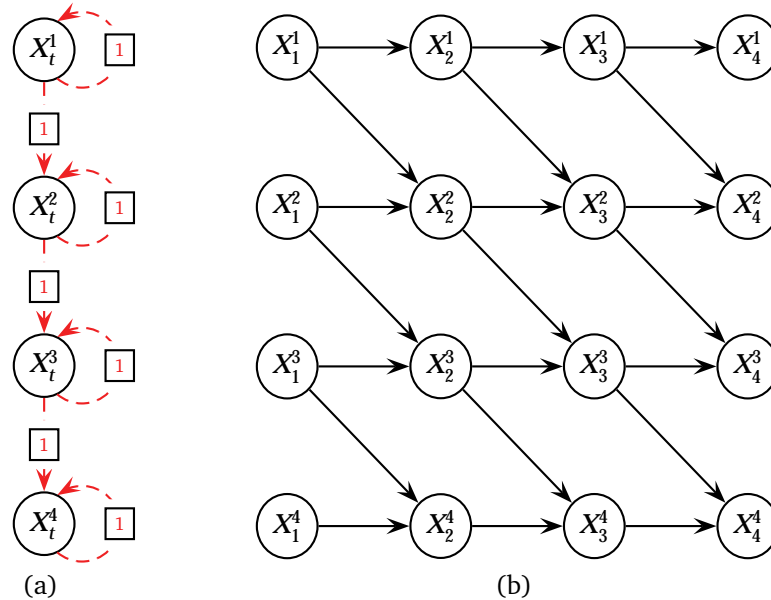 X_t^1 1 X_1^1 X_2^1 X_3^1 X_4^1
1
X_t^2 1 X_1^2 X_2^2 X_3^2 X_4^2
1
X_t^3 1 X_1^3 X_2^3 X_3^3 X_4^3
1
X_t^4 1 X_1^4 X_2^4 X_3^4 X_4^4
(a) (b)